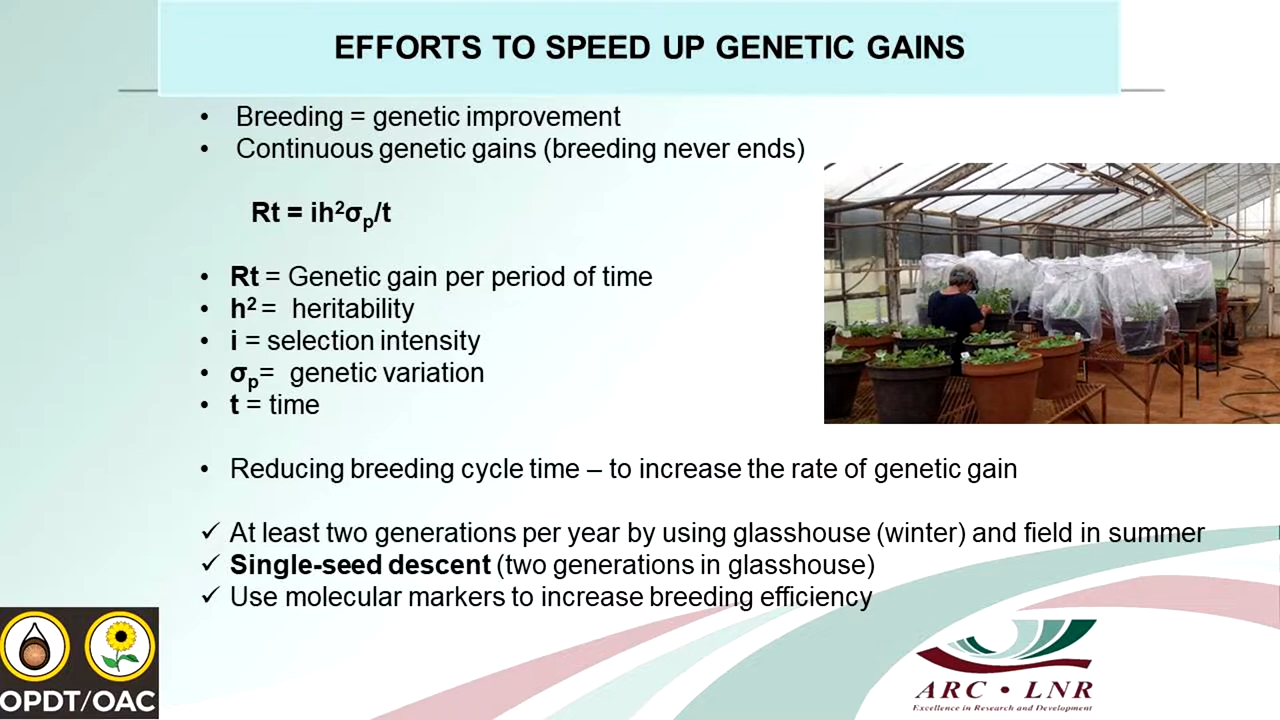 EFFORTS TO SPEED UP GENETIC GAINS
• Breeding = genetic improvement
• Continuous genetic gains (breeding never ends)
Rt = ih²σₚ/t
• Rt = Genetic gain per period of time
• h² = heritability
• i = selection intensity
• σₚ= genetic variation
• t = time
• Reducing breeding cycle time – to increase the rate of genetic gain
✓ At least two generations per year by using glasshouse (winter) and field in summer
✓ Single-seed descent (two generations in glasshouse)
✓ Use molecular markers to increase breeding efficiency
OPDT/OAC
ARC • LNR
Excellence in Research and Development